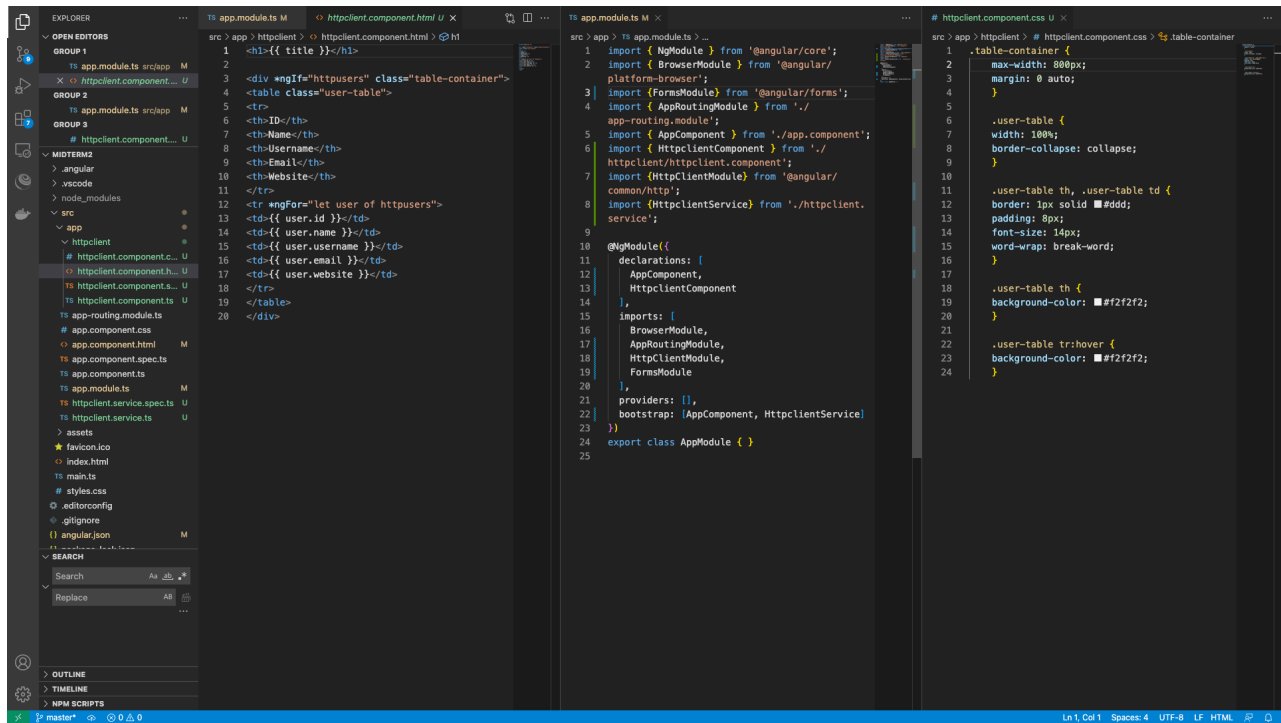 EXPLORER
OPEN EDITORS
GROUP 1
TS app.module.ts src/app M
<> httpclient.component.... U
GROUP 2
TS app.module.ts src/app M
GROUP 3
# httpclient.component.... U
MIDTERM2
.angular
.vscode
node_modules
src
app
httpclient
# httpclient.component.c... U
<> httpclient.component.h... U
TS httpclient.component.s... U
TS httpclient.component.ts U
TS app-routing.module.ts
# app.component.css
<> app.component.html M
TS app.component.spec.ts
TS app.component.ts
TS app.module.ts M
TS httpclient.service.spec.ts U
TS httpclient.service.ts U
assets
favicon.ico
<> index.html
TS main.ts
# styles.css
.editorconfig
.gitignore
{} angular.json M
SEARCH
Search Aa ab
Replace AB
OUTLINE
TIMELINE
NPM SCRIPTS
TS app.module.ts M <> httpclient.component.html U
src > app > httpclient > <> httpclient.component.html > h1
1 <h1>{{ title }}</h1>
2
3 <div *ngIf="httpusers" class="table-container">
4 <table class="user-table">
5 <tr>
6 <th>ID</th>
7 <th>Name</th>
8 <th>Username</th>
9 <th>Email</th>
10 <th>Website</th>
11 </tr>
12 <tr *ngFor="let user of httpusers">
13 <td>{{ user.id }}</td>
14 <td>{{ user.name }}</td>
15 <td>{{ user.username }}</td>
16 <td>{{ user.email }}</td>
17 <td>{{ user.website }}</td>
18 </tr>
19 </table>
20 </div>
TS app.module.ts M
src > app > TS app.module.ts > ...
1 import { NgModule } from '@angular/core';
2 import { BrowserModule } from '@angular/
platform-browser';
3 import {FormsModule} from '@angular/forms';
4 import { AppRoutingModule } from './
app-routing.module';
5 import { AppComponent } from './app.component';
6 import { HttpclientComponent } from './
httpclient/httpclient.component';
7 import {HttpClientModule} from '@angular/
common/http';
8 import {HttpclientService} from './httpclient.
service';
9
10 @NgModule({
11 declarations: [
12 AppComponent,
13 HttpclientComponent
14 ],
15 imports: [
16 BrowserModule,
17 AppRoutingModule,
18 HttpClientModule,
19 FormsModule
20 ],
21 providers: [],
22 bootstrap: [AppComponent, HttpclientService]
23 })
24 export class AppModule { }
25
# httpclient.component.css U
src > app > httpclient > # httpclient.component.css > .table-container
1 .table-container {
2 max-width: 800px;
3 margin: 0 auto;
4 }
5
6 .user-table {
7 width: 100%;
8 border-collapse: collapse;
9 }
10
11 .user-table th, .user-table td {
12 border: 1px solid #ddd;
13 padding: 8px;
14 font-size: 14px;
15 word-wrap: break-word;
16 }
17
18 .user-table th {
19 background-color: #f2f2f2;
20 }
21
22 .user-table tr:hover {
23 background-color: #f2f2f2;
24 }
master* 0 0
Ln 1, Col 1 Spaces: 4 UTF-8 LF HTML